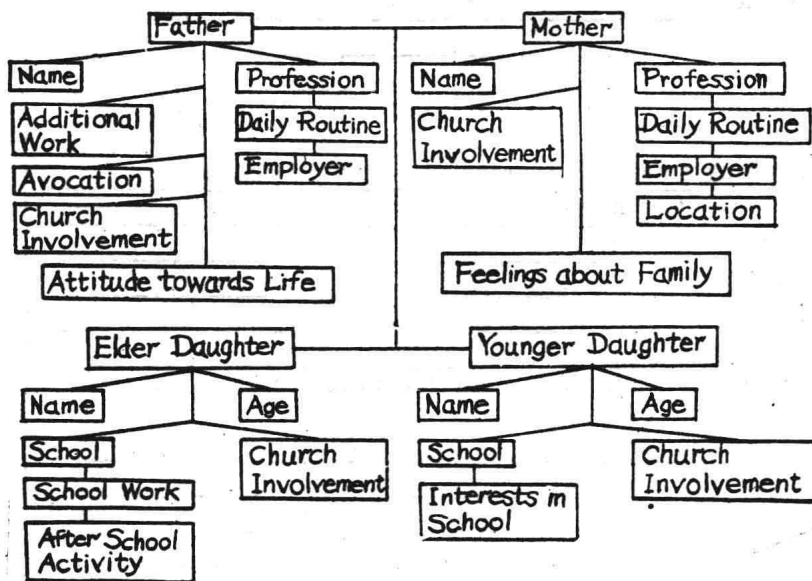 Father
Mother
Name
Profession
Name
Profession
Additional
Work
Daily Routine
Church
Involvement
Daily Routine
Avocation
Employer
Employer
Church
Involvement
Location
Attitude towards Life
Feelings about Family
Elder Daughter
Younger Daughter
Name
Age
Name
Age
School
Church
Involvement
School
Church
Involvement
School Work
Interests in
School
After School
Activity